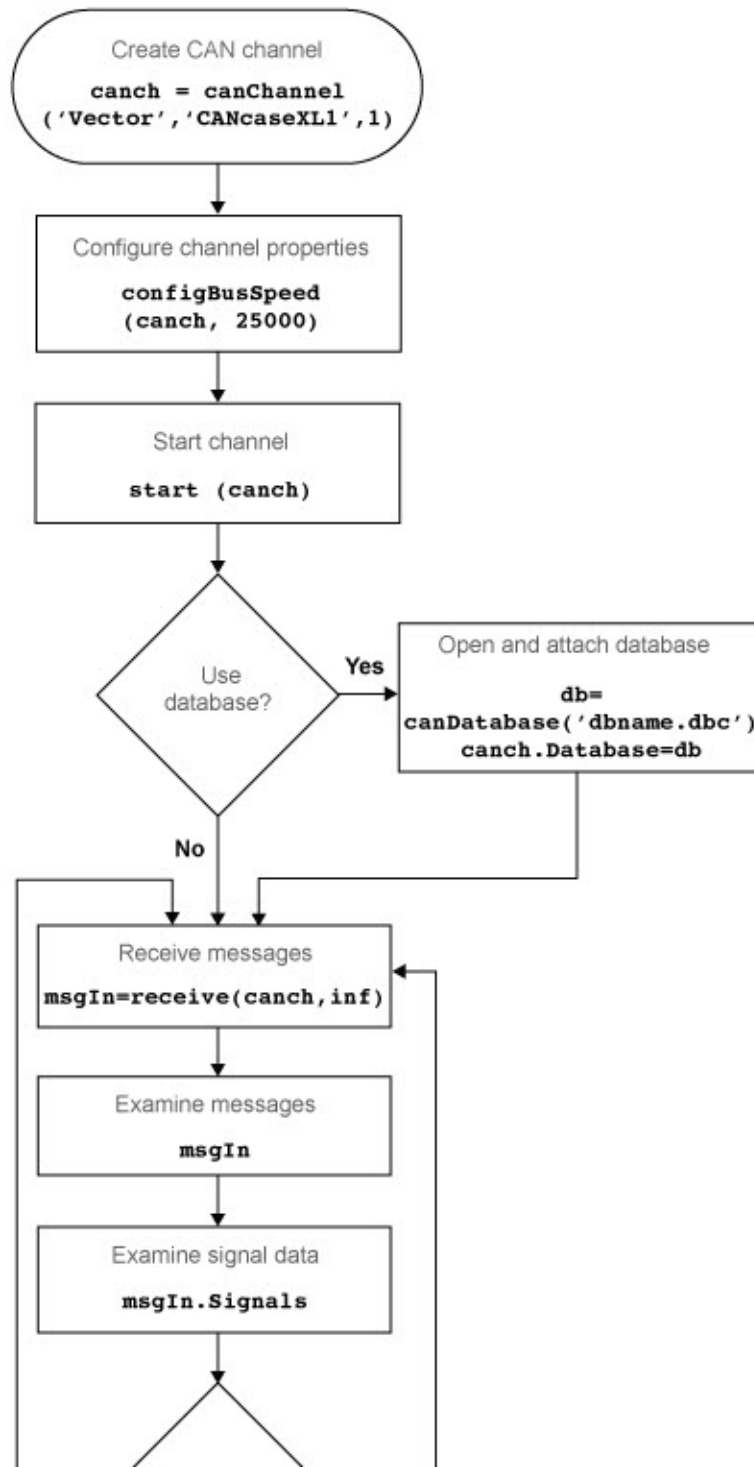 Create CAN channel
canch = canChannel
(‘Vector’,‘CANcaseXL1’,1)
Configure channel properties
configBusSpeed
(canch, 25000)
Start channel
start (canch)
Use
database?
Yes
Open and attach database
db=
canDatabase(‘dbname.dbc’)
canch.Database=db
No
Receive messages
msgIn=receive(canch,inf)
Examine messages
msgIn
Examine signal data
msgIn.Signals